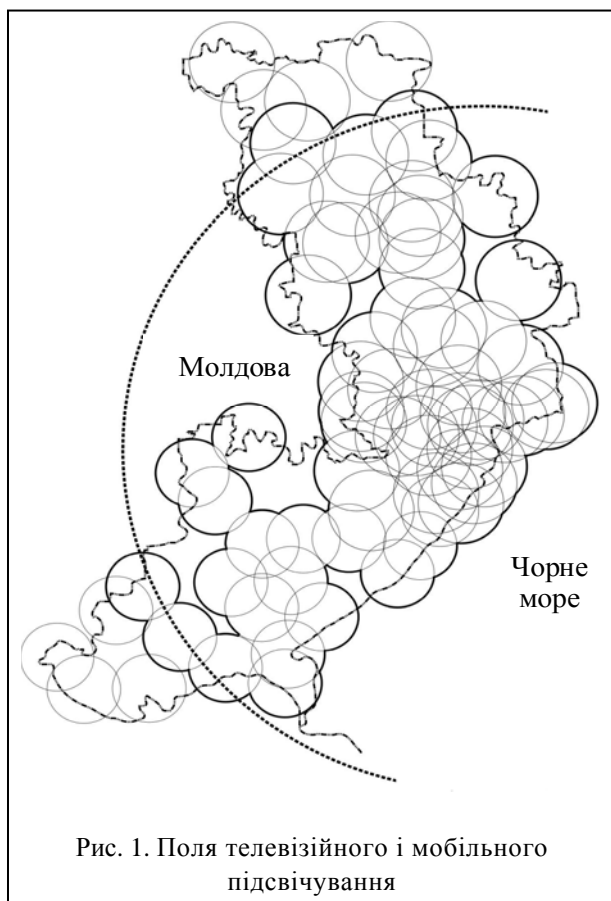 Молдова
Чорне
море
Рис. 1. Поля телевізійного і мобільного
підсвічування